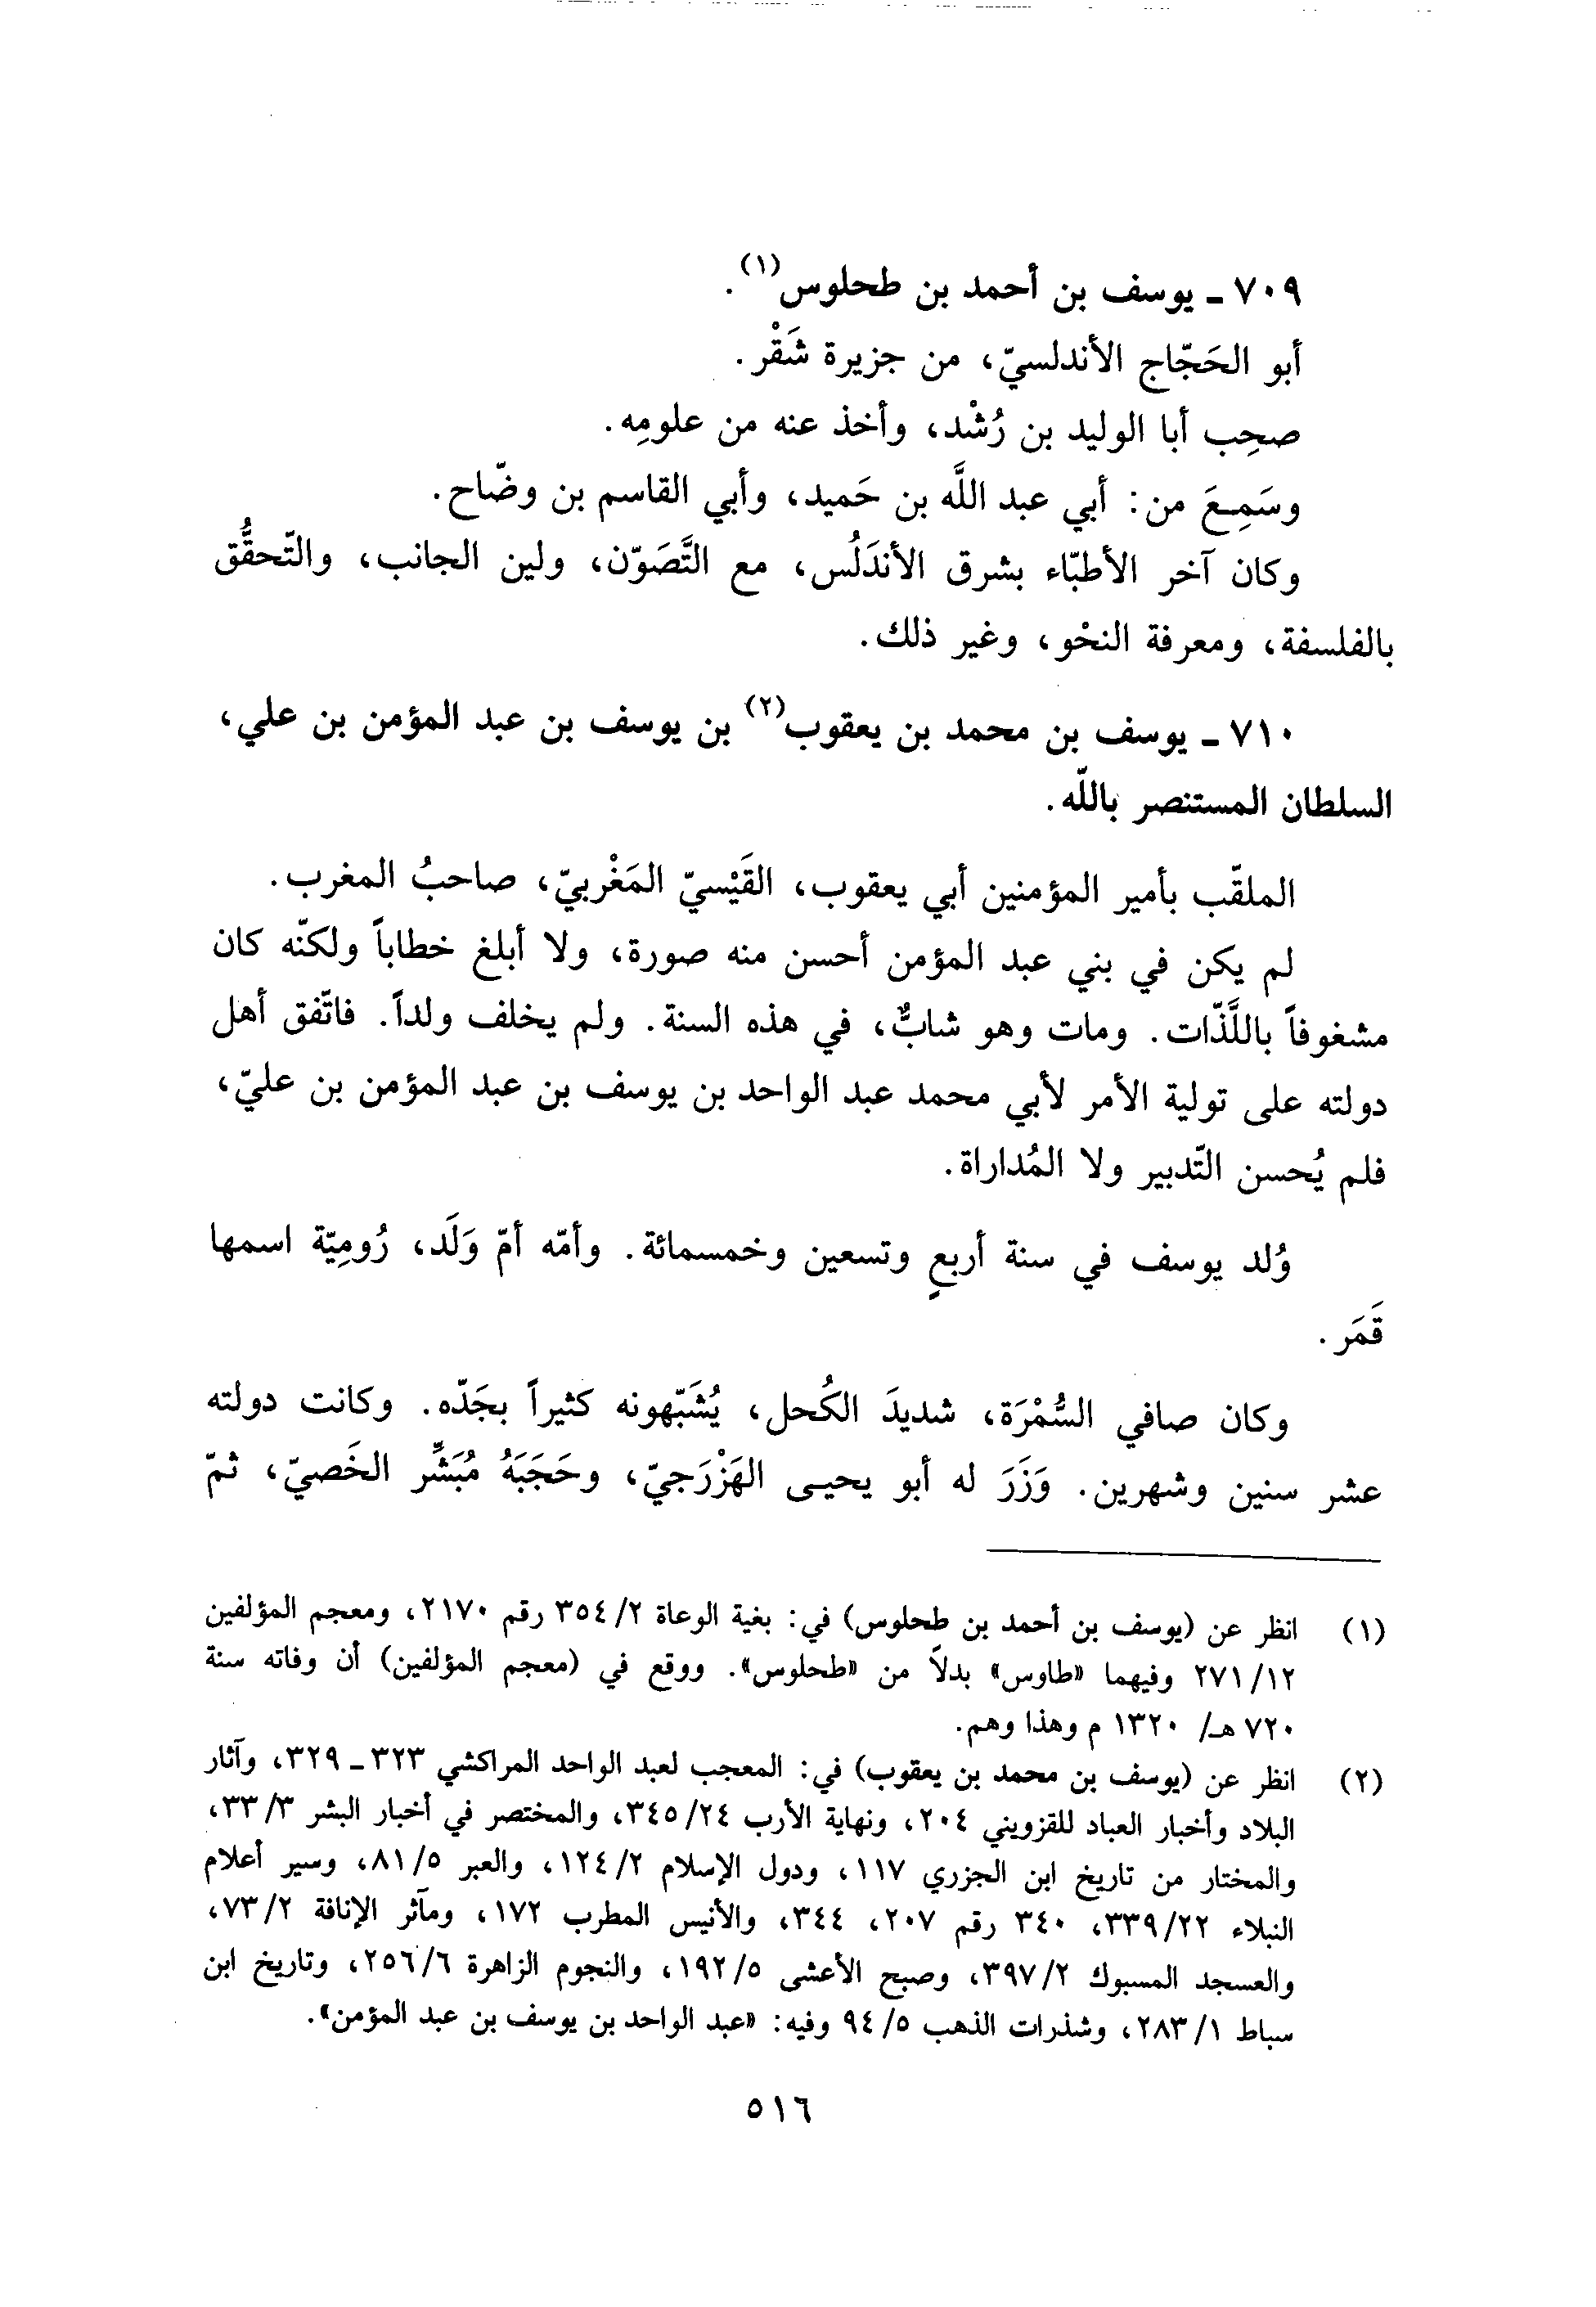 ٧٠٩ ـ يوسف بن أحمد بن طحلوس(١).
أبو الحَجّاج الأندلسيّ، من جزيرة شَقْر.
صحِب أبا الوليد بن رُشْد، وأخذ عنه من علومِه.
وسَمِعَ من: أبي عبد اللَّه بن حَميد، وأبي القاسم بن وضّاح.
وكان آخر الأطبّاء بشرق الأندَلُس، مع التَّصَوّن، ولين الجانب، والتّحقُّق
بالفلسفة، ومعرفة النحْو، وغير ذلك.
٧١٠ ـ يوسف بن محمد بن يعقوب(٢) بن يوسف بن عبد المؤمن بن علي،
السلطان المستنصر باللّه.
الملقّب بأمير المؤمنين أبي يعقوب، القَيْسيّ المَغْربيّ، صاحبُ المغرب.
لم يكن في بني عبد المؤمن أحسن منه صورة، ولا أبلغ خطاباً ولكنّه كان
مشغوفاً باللَّذّات. ومات وهو شابٌّ، في هذه السنة. ولم يخلف ولداً. فاتّفق أهل
دولته على تولية الأمر لأبي محمد عبد الواحد بن يوسف بن عبد المؤمن بن عليّ،
فلم يُحسن التّدبير ولا المُداراة.
وُلد يوسف في سنة أربعٍ وتسعين وخمسمائة. وأمّه أمّ وَلَد، رُوميّة اسمها
قَمَر.
وكان صافي السُّمْرَة، شديدَ الكُحل، يُشَبّهونه كثيراً بجَدّه. وكانت دولته
عشر سنين وشهرين. وَزَرَ له أبو يحيى الهَزْرَجيّ، وحَجَبَهُ مُبَشِّر الخَصيّ، ثمّ
(١) انظر عن (يوسف بن أحمد بن طحلوس) في: بغية الوعاة ٣٥٤/٢ رقم ٢١٧٠، ومعجم المؤلفين
٢٧١/١٢ وفيهما «طاوس» بدلاً من «طحلوس». ووقع في (معجم المؤلفين) أن وفاته سنة
٧٢٠ هـ/ ١٣٢٠ م وهذا وهم.
(٢) انظر عن (يوسف بن محمد بن يعقوب) في: المعجب لعبد الواحد المراكشي ٣٢٣ ـ ٣٢٩، وآثار
البلاد وأخبار العباد للقزويني ٢٠٤، ونهاية الأرب ٣٤٥/٢٤، والمختصر في أخبار البشر ٣٣/٣،
والمختار من تاريخ ابن الجزري ١١٧، ودول الإسلام ١٢٤/٢، والعبر ٨١/٥، وسير أعلام
النبلاء ٣٣٩/٢٢، ٣٤٠ رقم ٢٠٧، ٣٤٤، والأنيس المطرب ١٧٢، ومآثر الإنافة ٧٣/٢،
والعسجد المسبوك ٣٩٧/٢، وصبح الأعشى ١٩٢/٥، والنجوم الزاهرة ٢٥٦/٦، وتاريخ ابن
سباط ٢٨٣/١، وشذرات الذهب ٩٤/٥ وفيه: «عبد الواحد بن يوسف بن عبد المؤمن».
٥١٦